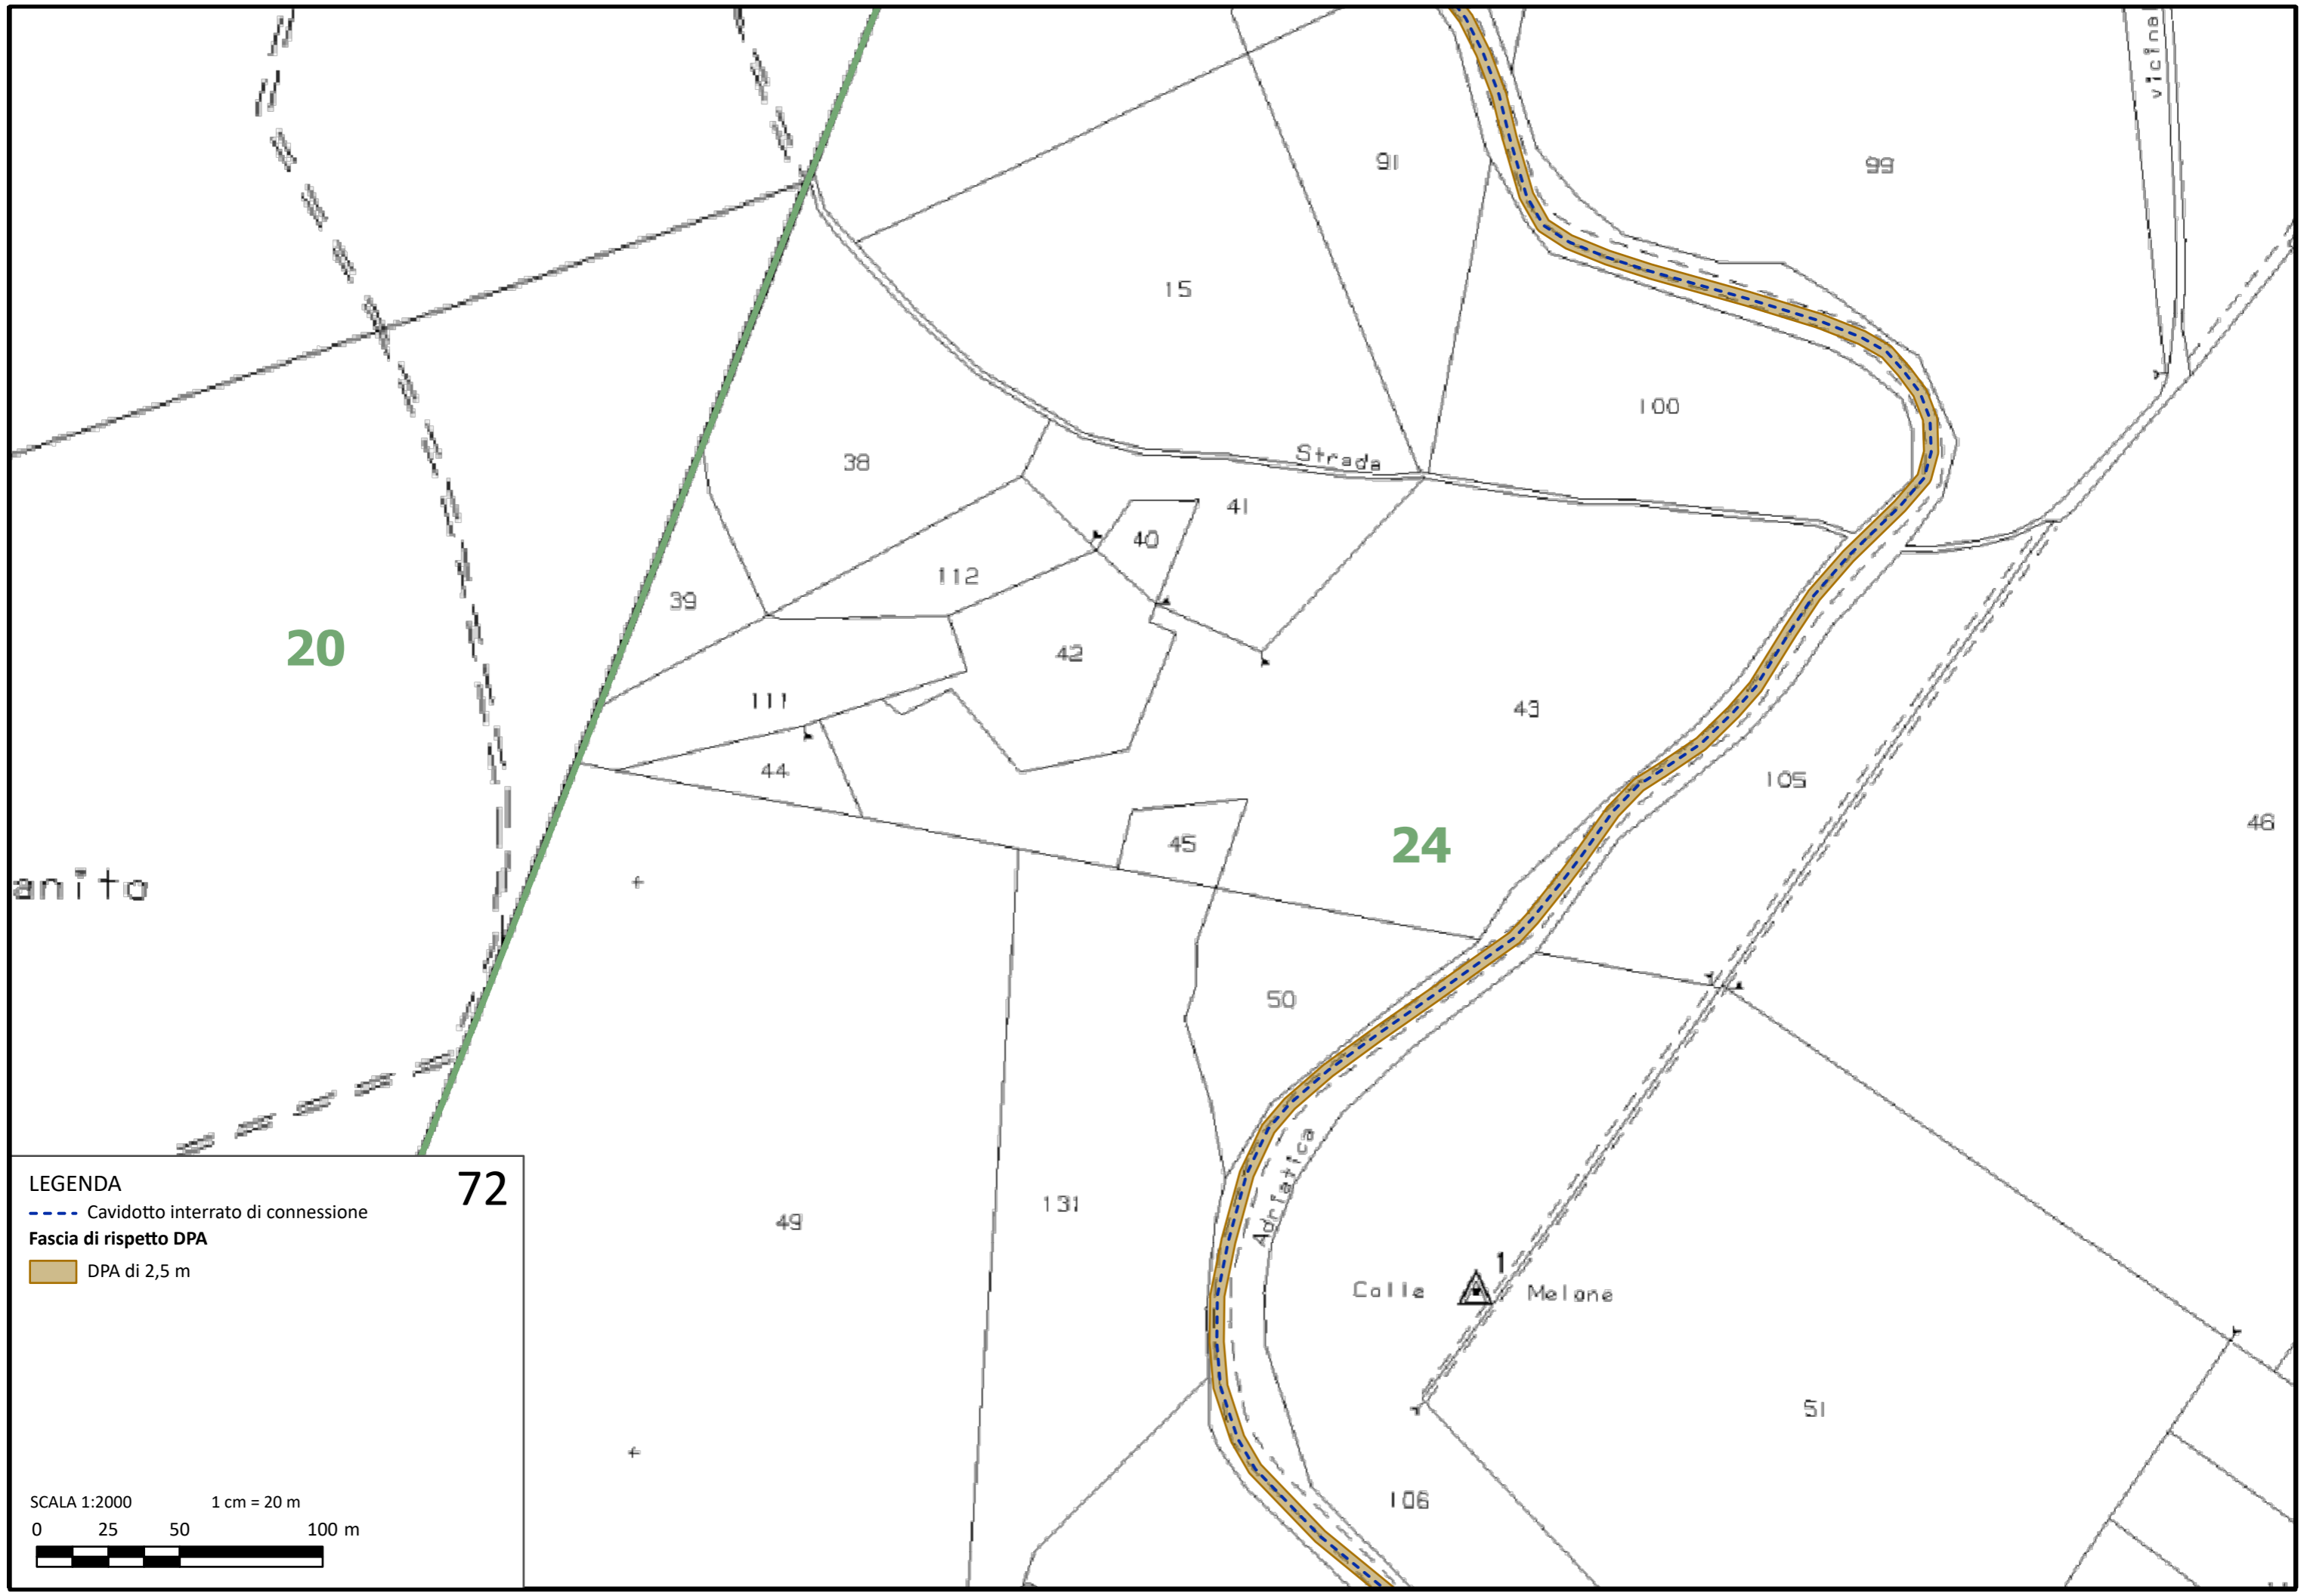 vicinal
91
99
15
100
38
Strada
41
40
112
39
20
42
111
43
44
105
45
24
46
anito
50
Adriatica
131
49
1
Colle Melone
51
106
LEGENDA
72
Cavidotto interrato di connessione
Fascia di rispetto DPA
DPA di 2,5 m
SCALA 1:2000 1 cm = 20 m
0 25 50 100 m